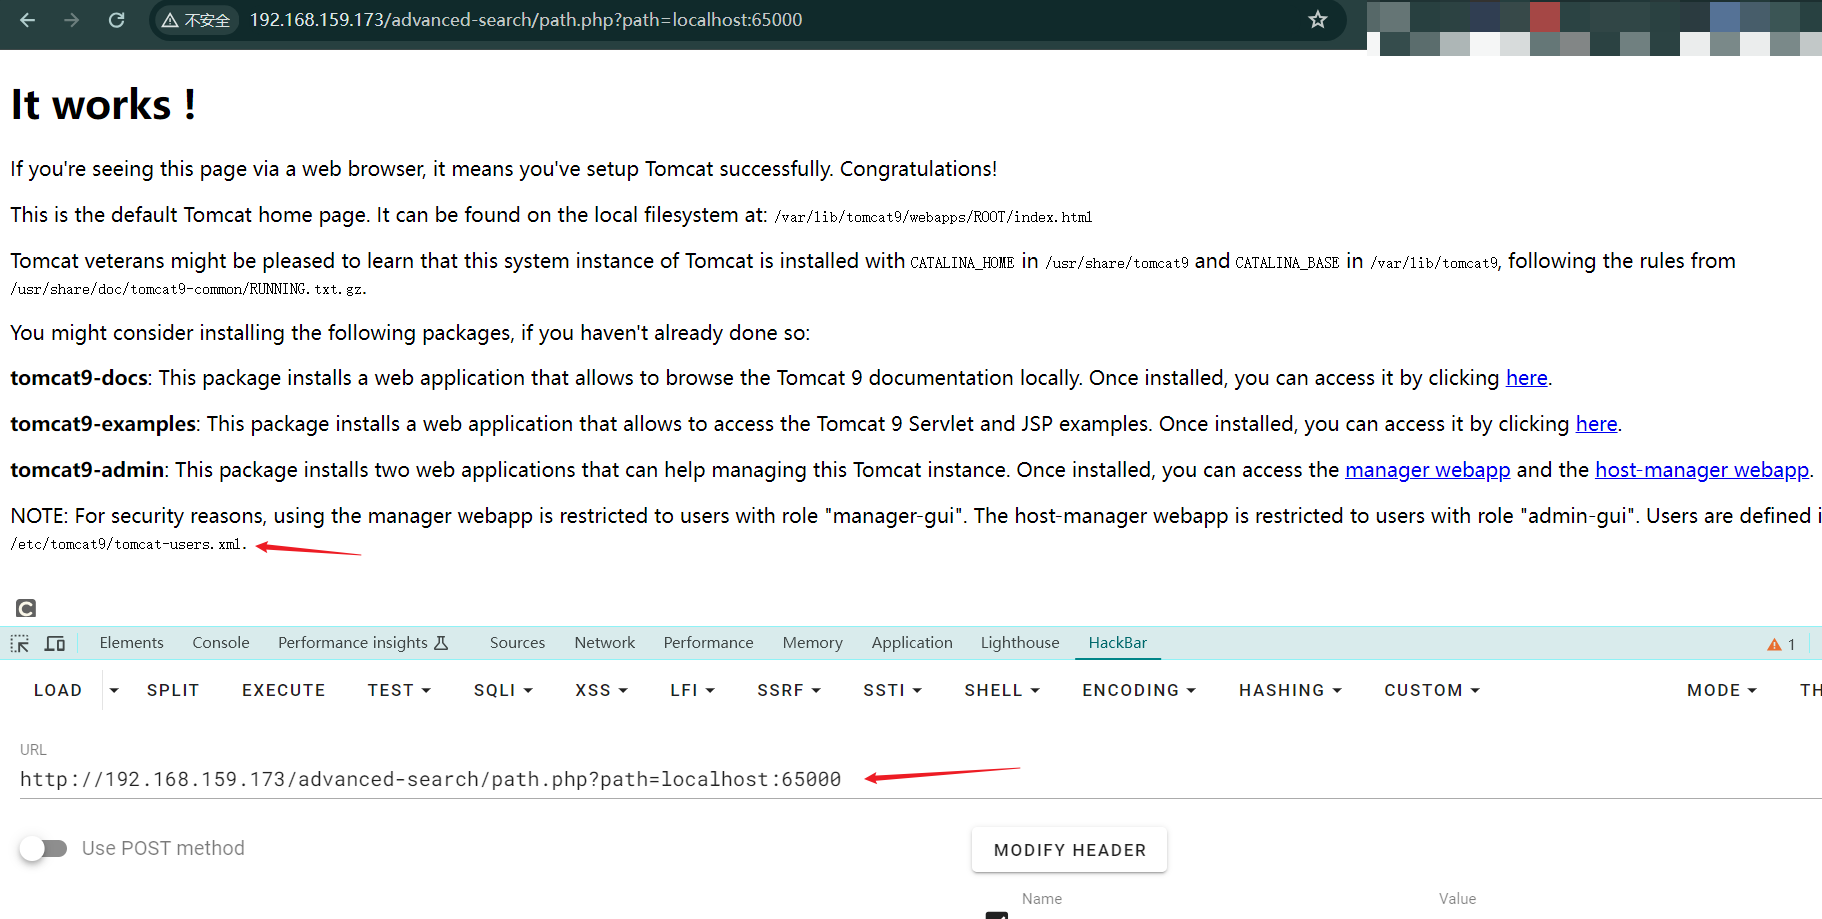 不安全 192.168.159.173/advanced-search/path.php?path=localhost:65000
It works !
If you're seeing this page via a web browser, it means you've setup Tomcat successfully. Congratulations!
This is the default Tomcat home page. It can be found on the local filesystem at: /var/lib/tomcat9/webapps/ROOT/index.html
Tomcat veterans might be pleased to learn that this system instance of Tomcat is installed with CATALINA_HOME in /usr/share/tomcat9 and CATALINA_BASE in /var/lib/tomcat9, following the rules from
/usr/share/doc/tomcat9-common/RUNNING.txt.gz.
You might consider installing the following packages, if you haven't already done so:
tomcat9-docs: This package installs a web application that allows to browse the Tomcat 9 documentation locally. Once installed, you can access it by clicking here.
tomcat9-examples: This package installs a web application that allows to access the Tomcat 9 Servlet and JSP examples. Once installed, you can access it by clicking here.
tomcat9-admin: This package installs two web applications that can help managing this Tomcat instance. Once installed, you can access the manager webapp and the host-manager webapp.
NOTE: For security reasons, using the manager webapp is restricted to users with role "manager-gui". The host-manager webapp is restricted to users with role "admin-gui". Users are defined i
/etc/tomcat9/tomcat-users.xml.
Elements Console Performance insights Sources Network Performance Memory Application Lighthouse HackBar 1
LOAD SPLIT EXECUTE TEST SQLI XSS LFI SSRF SSTI SHELL ENCODING HASHING CUSTOM MODE TH
URL
http://192.168.159.173/advanced-search/path.php?path=localhost:65000
Use POST method
MODIFY HEADER
Name Value